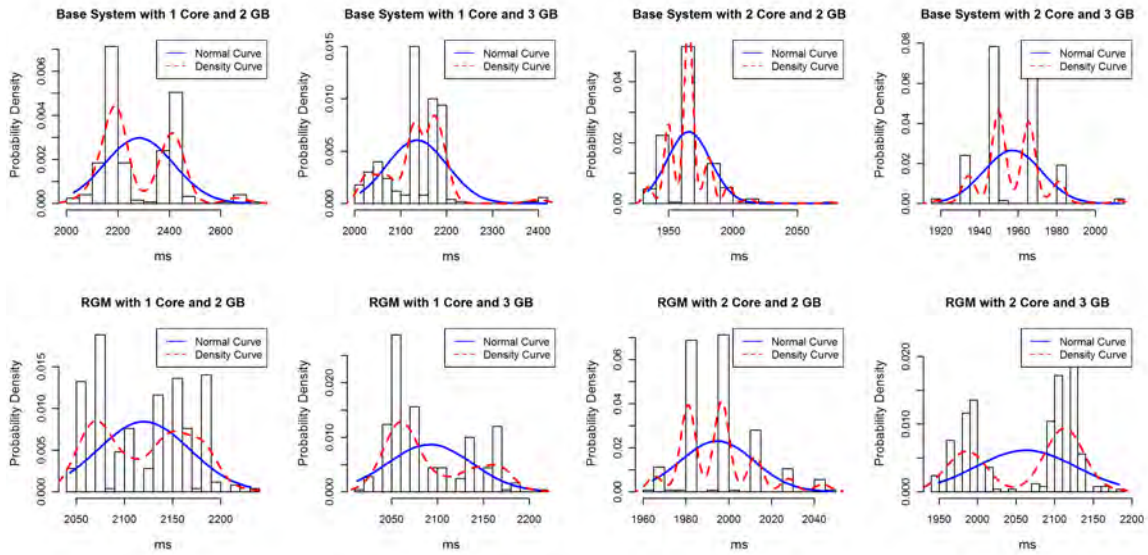 Base System with 1 Core and 2 GB
Base System with 1 Core and 3 GB
Base System with 2 Core and 2 GB
Base System with 2 Core and 3 GB
Probability Density
0.000 0.002 0.004 0.006
Normal Curve
Density Curve
2000 2200 2400 2600
ms
Probability Density
0.000 0.005 0.010 0.015
Normal Curve
Density Curve
2000 2100 2200 2300 2400
ms
Probability Density
0.00 0.02 0.04
Normal Curve
Density Curve
1950 2000 2050
ms
Probability Density
0.00 0.02 0.04 0.06 0.08
Normal Curve
Density Curve
1920 1940 1960 1980 2000
ms
RGM with 1 Core and 2 GB
RGM with 1 Core and 3 GB
RGM with 2 Core and 2 GB
RGM with 2 Core and 3 GB
Probability Density
0.000 0.005 0.010 0.015
Normal Curve
Density Curve
2050 2100 2150 2200
ms
Probability Density
0.000 0.010 0.020
Normal Curve
Density Curve
2050 2100 2150 2200
ms
Probability Density
0.00 0.02 0.04 0.06
Normal Curve
Density Curve
1960 1980 2000 2020 2040
ms
Probability Density
0.000 0.010 0.020
Normal Curve
Density Curve
1950 2000 2050 2100 2150 2200
ms